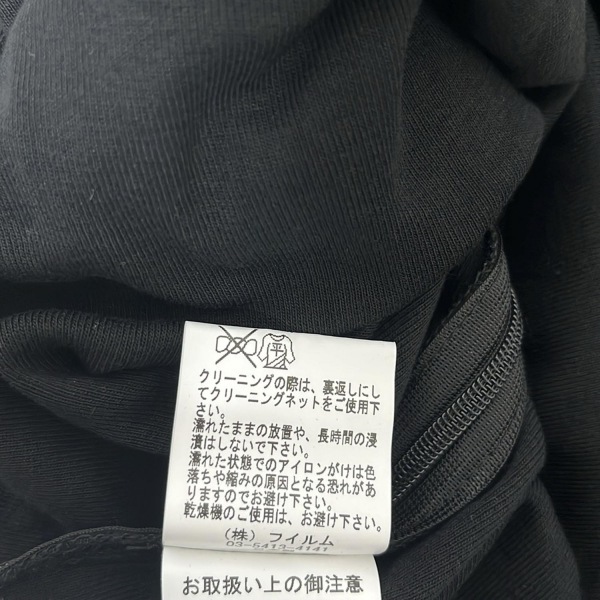 平
クリーニングの際は、裏返しにし
てクリーニングネットをご使用下
さい。
濡れたままの放置や、長時間の浸
漬はしないで下さい。
濡れた状態でのアイロンがけは色
落ちや縮みの原因となる恐れがあ
りますのでお避け下さい。
乾燥機のご使用は、お避け下さい。
（株）フイルム
03-5413-4141
お取扱い上の御注意